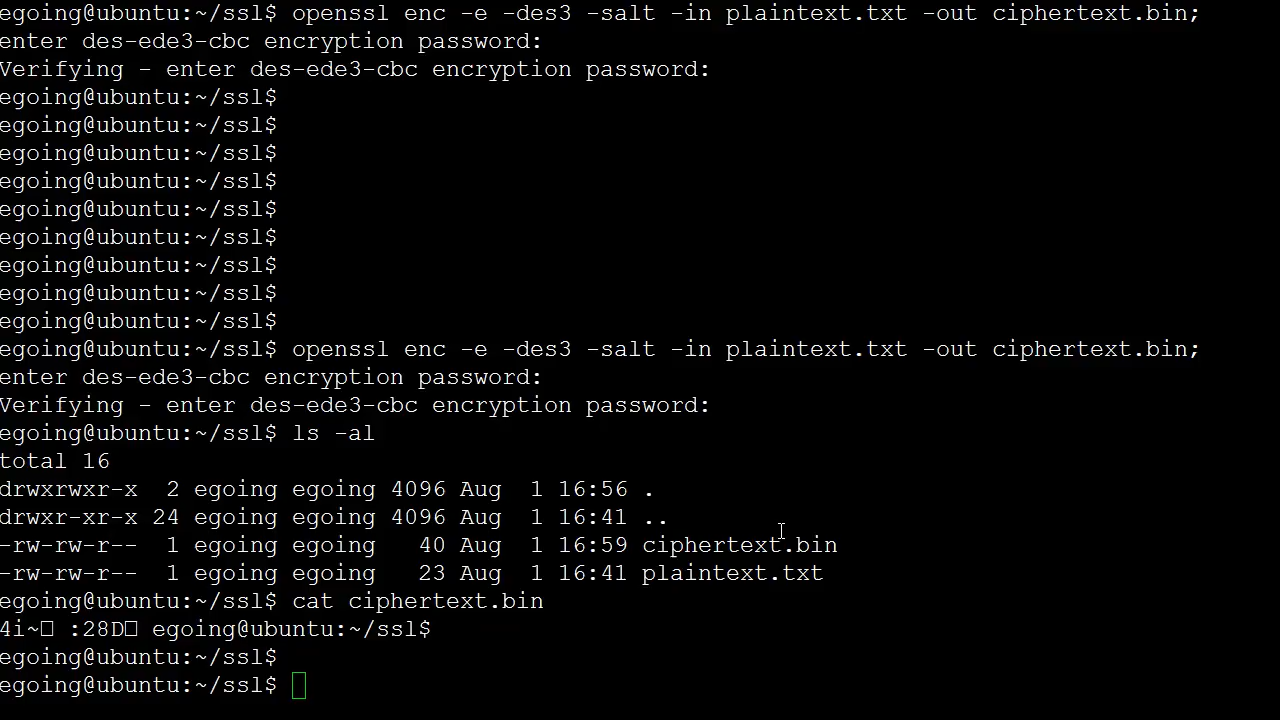 egoing@ubuntu:~/ssl$ openssl enc -e -des3 -salt -in plaintext.txt -out ciphertext.bin;
enter des-ede3-cbc encryption password:
Verifying - enter des-ede3-cbc encryption password:
egoing@ubuntu:~/ssl$
egoing@ubuntu:~/ssl$
egoing@ubuntu:~/ssl$
egoing@ubuntu:~/ssl$
egoing@ubuntu:~/ssl$
egoing@ubuntu:~/ssl$
egoing@ubuntu:~/ssl$
egoing@ubuntu:~/ssl$
egoing@ubuntu:~/ssl$
egoing@ubuntu:~/ssl$ openssl enc -e -des3 -salt -in plaintext.txt -out ciphertext.bin;
enter des-ede3-cbc encryption password:
Verifying - enter des-ede3-cbc encryption password:
egoing@ubuntu:~/ssl$ ls -al
total 16
drwxrwxr-x  2 egoing egoing 4096 Aug  1 16:56 .
drwxr-xr-x 24 egoing egoing 4096 Aug  1 16:41 ..
-rw-rw-r--  1 egoing egoing   40 Aug  1 16:59 ciphertext.bin
-rw-rw-r--  1 egoing egoing   23 Aug  1 16:41 plaintext.txt
egoing@ubuntu:~/ssl$ cat ciphertext.bin
4i~□ :28D□ egoing@ubuntu:~/ssl$
egoing@ubuntu:~/ssl$
egoing@ubuntu:~/ssl$